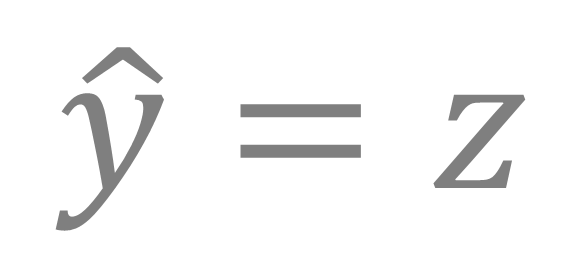 ŷ = z